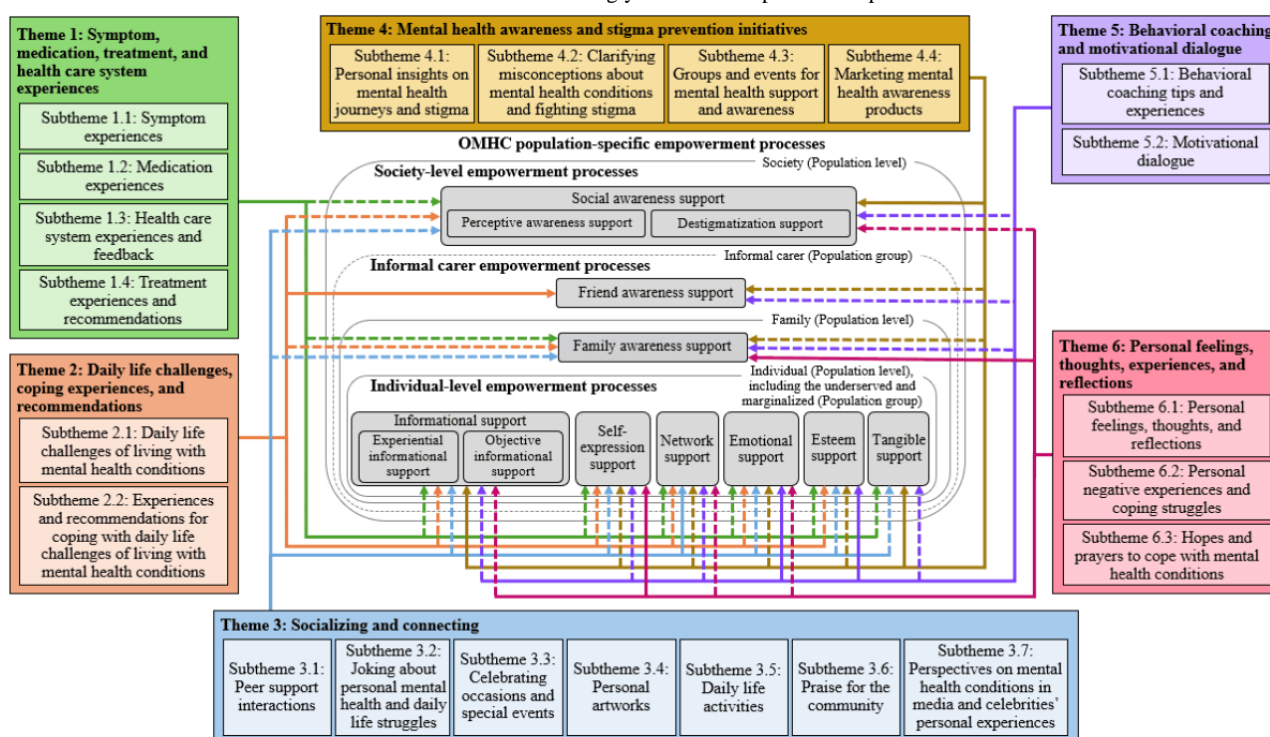 Theme 1: Symptom,
medication, treatment, and
health care system
experiences
Subtheme 1.1: Symptom
experiences
Subtheme 1.2: Medication
experiences
Subtheme 1.3: Health care
system experiences and
feedback
Subtheme 1.4: Treatment
experiences and
recommendations
Theme 2: Daily life challenges,
coping experiences, and
recommendations
Subtheme 2.1: Daily life
challenges of living with
mental health conditions
Subtheme 2.2: Experiences
and recommendations for
coping with daily life
challenges of living with
mental health conditions
Theme 4: Mental health awareness and stigma prevention initiatives
Subtheme 4.1:
Personal insights on
mental health
journeys and stigma
Subtheme 4.2: Clarifying
misconceptions about
mental health conditions
and fighting stigma
Subtheme 4.3:
Groups and events for
mental health support
and awareness
Subtheme 4.4:
Marketing mental
health awareness
products
OMHC population-specific empowerment processes
Society (Population level)
Society-level empowerment processes
Social awareness support
Perceptive awareness support
Destigmatization support
Informal carer (Population group)
Informal carer empowerment processes
Friend awareness support
Family (Population level)
Family awareness support
Individual (Population level),
including the underserved and
marginalized (Population group)
Individual-level empowerment processes
Informational support
Experiential
informational
support
Objective
informational
support
Self-
expression
support
Network
support
Emotional
support
Esteem
support
Tangible
support
Theme 5: Behavioral coaching
and motivational dialogue
Subtheme 5.1: Behavioral
coaching tips and
experiences
Subtheme 5.2: Motivational
dialogue
Theme 6: Personal feelings,
thoughts, experiences, and
reflections
Subtheme 6.1: Personal
feelings, thoughts, and
reflections
Subtheme 6.2: Personal
negative experiences and
coping struggles
Subtheme 6.3: Hopes and
prayers to cope with mental
health conditions
Theme 3: Socializing and connecting
Subtheme 3.1:
Peer support
interactions
Subtheme 3.2:
Joking about
personal mental
health and daily
life struggles
Subtheme 3.3:
Celebrating
occasions and
special events
Subtheme 3.4:
Personal
artworks
Subtheme 3.5:
Daily life
activities
Subtheme 3.6:
Praise for the
community
Subtheme 3.7:
Perspectives on mental
health conditions in
media and celebrities'
personal experiences